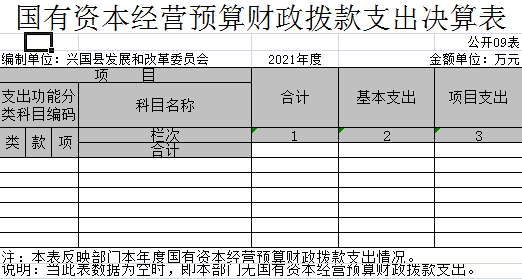 国有资本经营预算财政拨款支出决算表
公开09表
编制单位：兴国县发展和改革委员会 2021年度 金额单位：万元
项 目 合计 基本支出 项目支出
支出功能分类科目编码 科目名称
类 款 项 栏次 1 2 3
合计
注：本表反映部门本年度国有资本经营预算财政拨款支出情况。
说明：当此表数据为空时，即本部门无国有资本经营预算财政拨款支出。